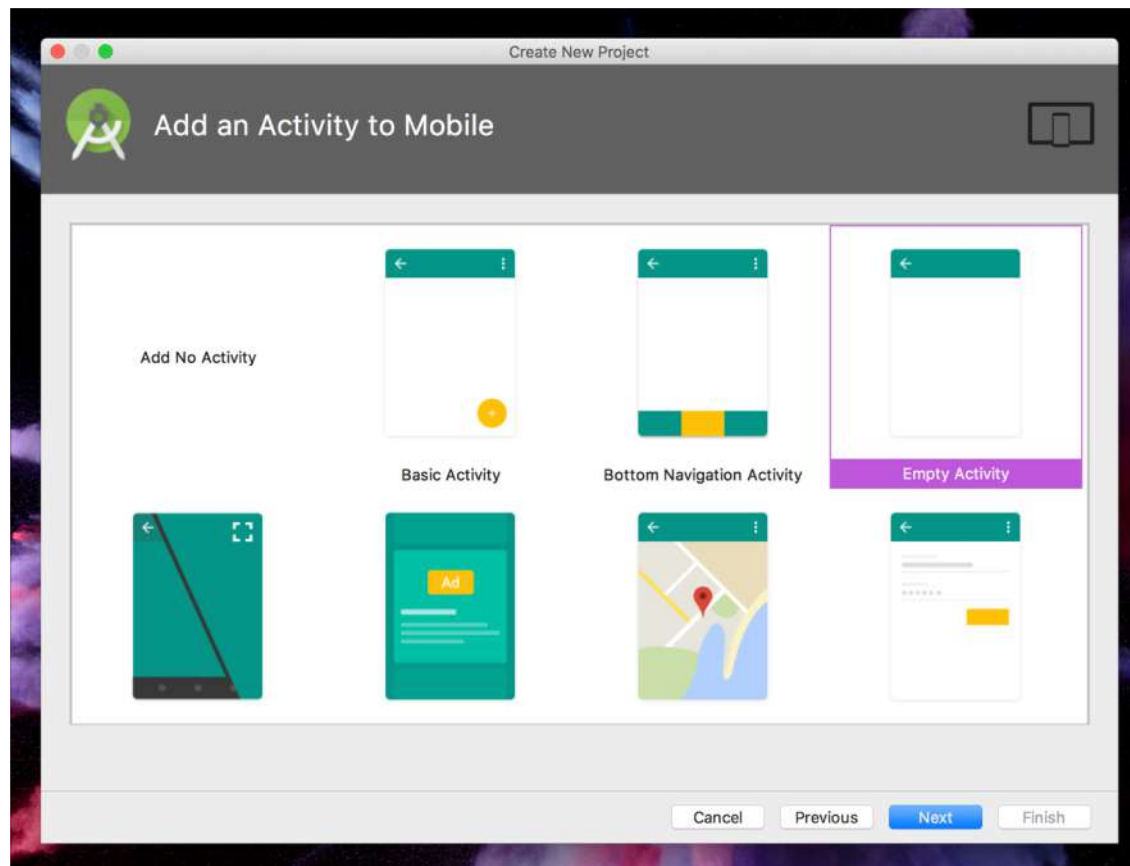 Create New Project
Add an Activity to Mobile
Add No Activity
Basic Activity
Bottom Navigation Activity
Empty Activity
Ad
Cancel
Previous
Next
Finish